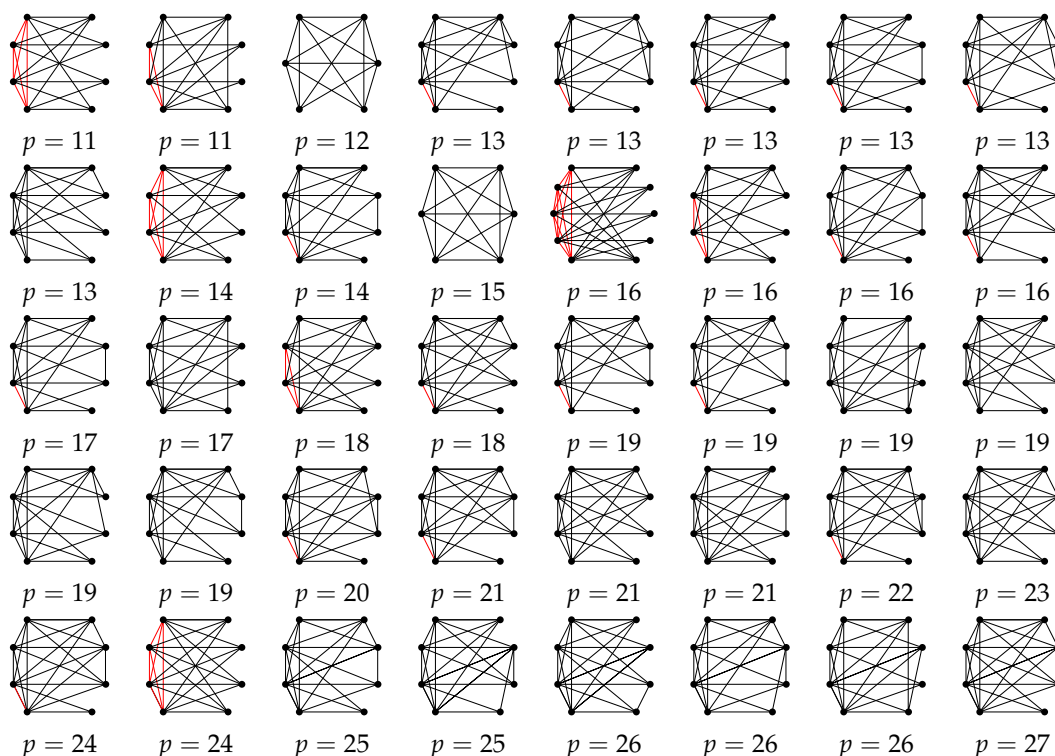 p = 11 p = 11 p = 12 p = 13 p = 13 p = 13 p = 13 p = 13
p = 13 p = 14 p = 14 p = 15 p = 16 p = 16 p = 16 p = 16
p = 17 p = 17 p = 18 p = 18 p = 19 p = 19 p = 19 p = 19
p = 19 p = 19 p = 20 p = 21 p = 21 p = 21 p = 22 p = 23
p = 24 p = 24 p = 25 p = 25 p = 26 p = 26 p = 26 p = 27